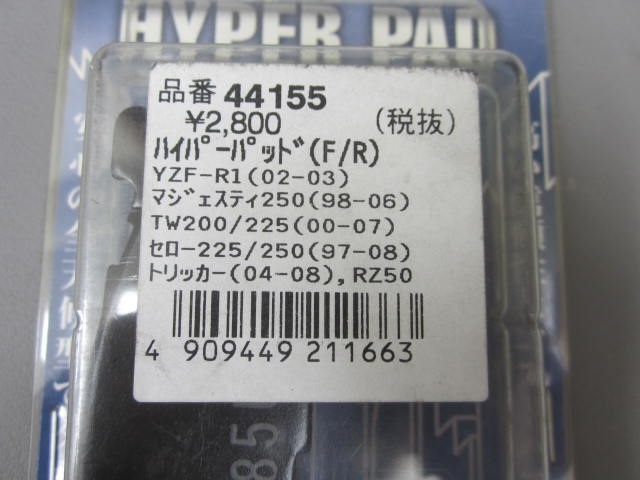 HYPER PAD
品番 44155
¥2,800 (税抜)
ﾊｲﾊﾟｰﾊﾟｯﾄﾞ(F/R)
YZF-R1(02-03)
マジェスティ250(98-06)
TW200/225(00-07)
セロー225/250(97-08)
トリッカー(04-08),RZ50
4 909449 211663